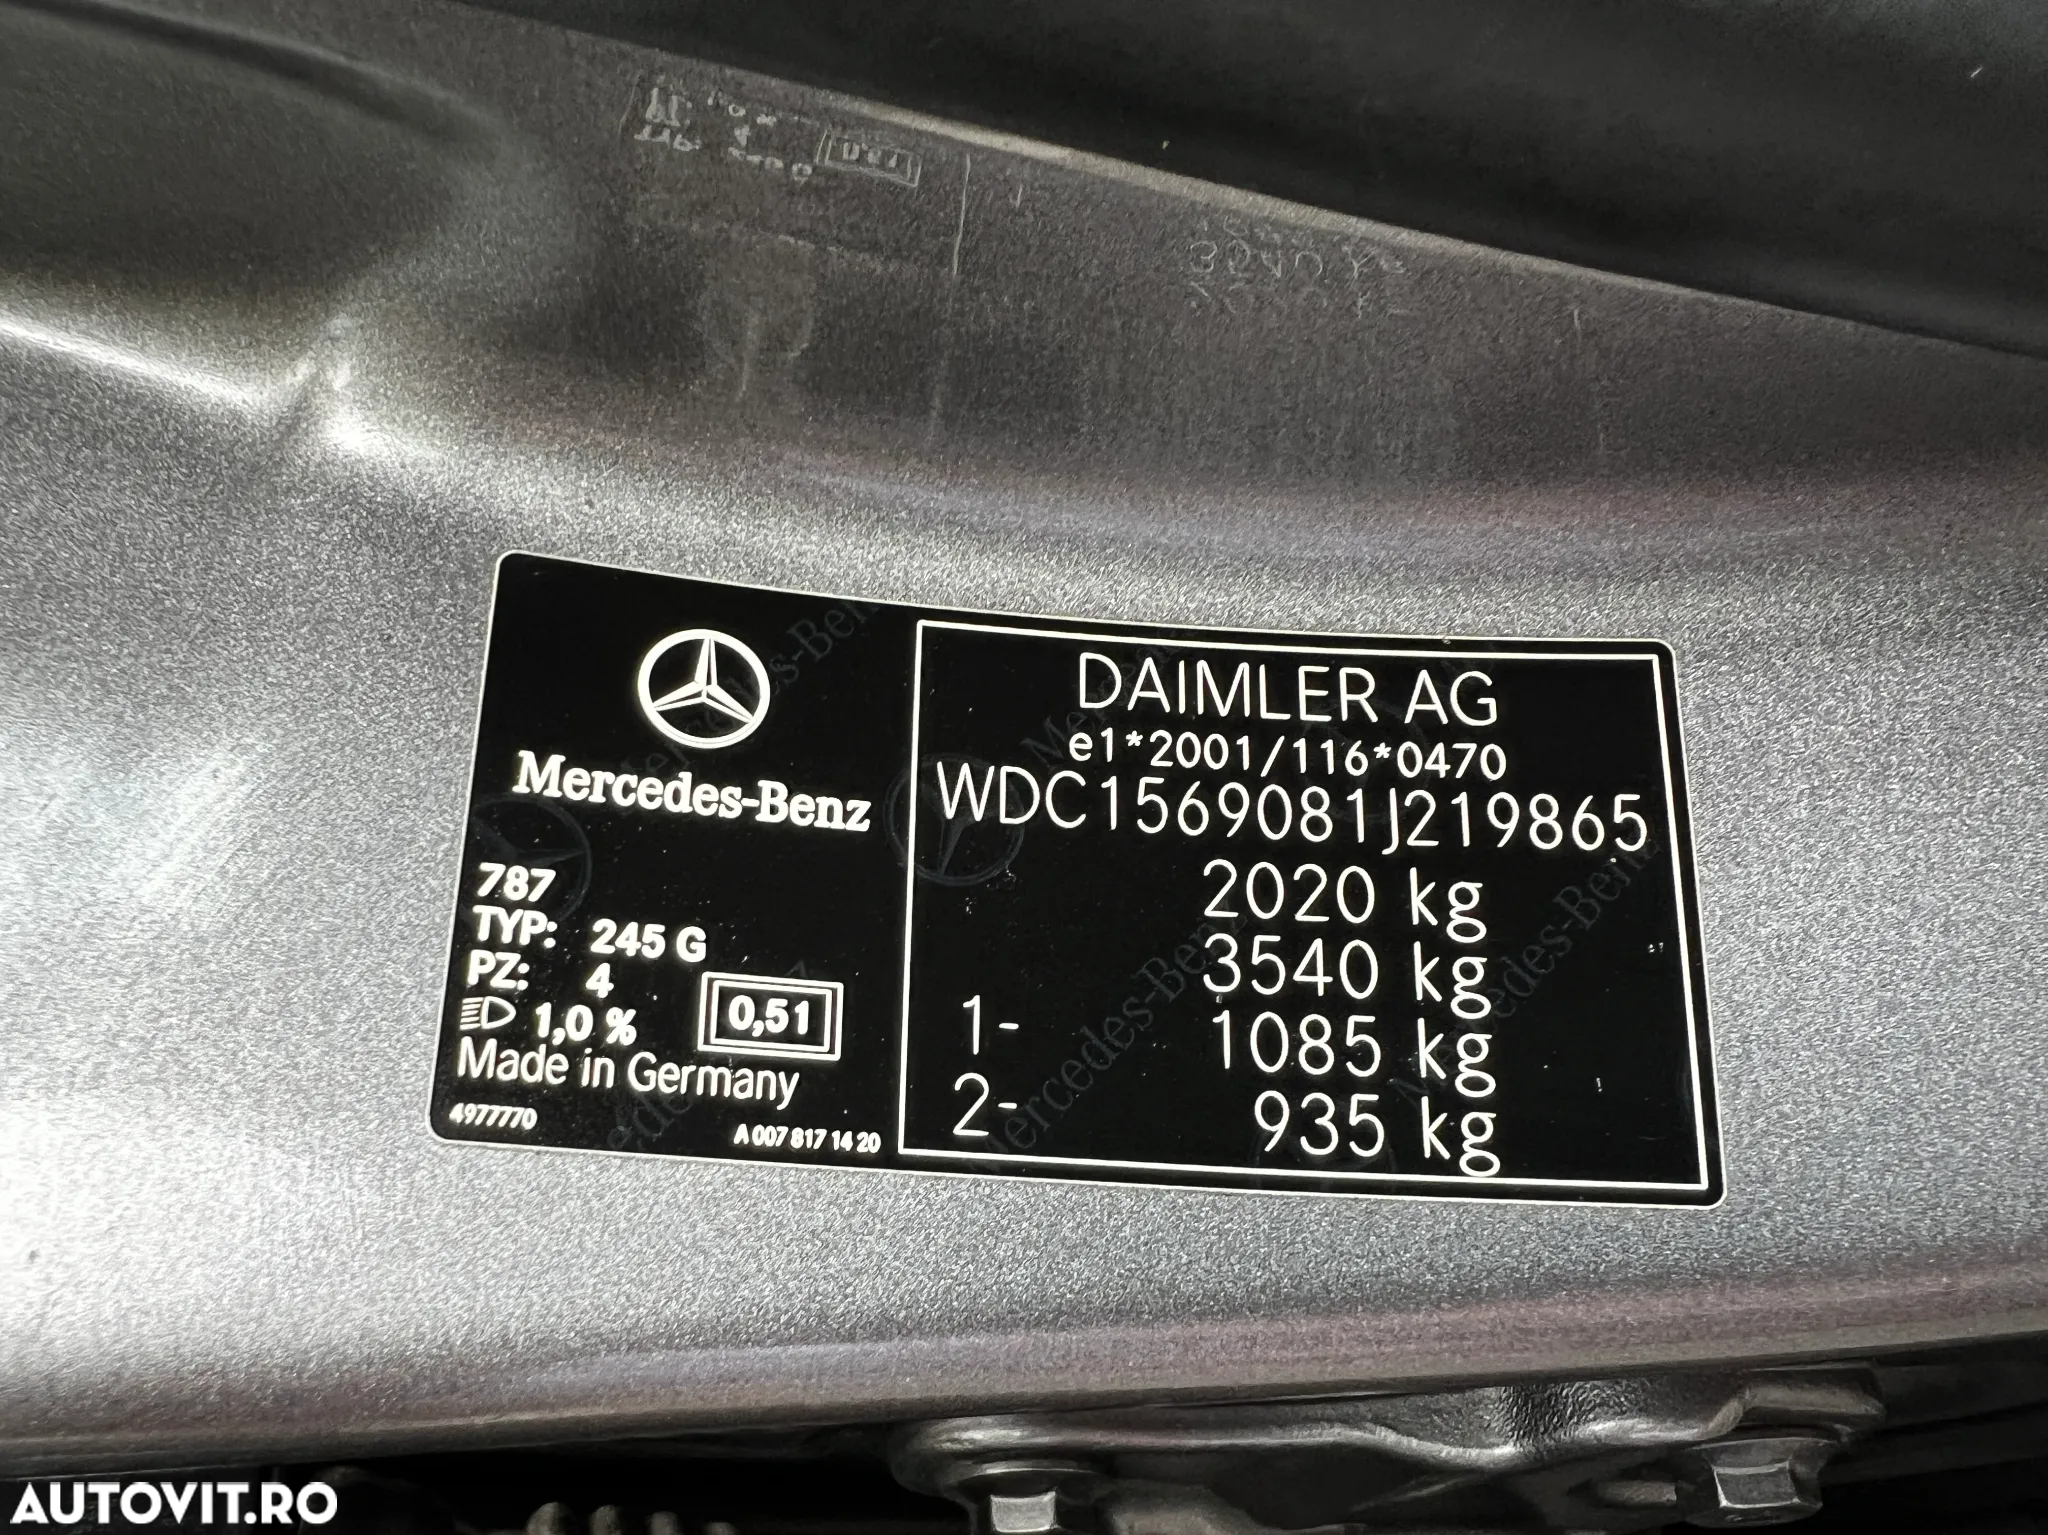 Mercedes-Benz
787
TYP: 245 G
PZ: 4
1,0 %
0,51
Made in Germany
4977770
A 007 817 14 20
DAIMLER AG
e1*2001/116*0470
WDC1569081J219865
2020 kg
3540 kg
1- 1085 kg
2- 935 kg
AUTOVIT.RO